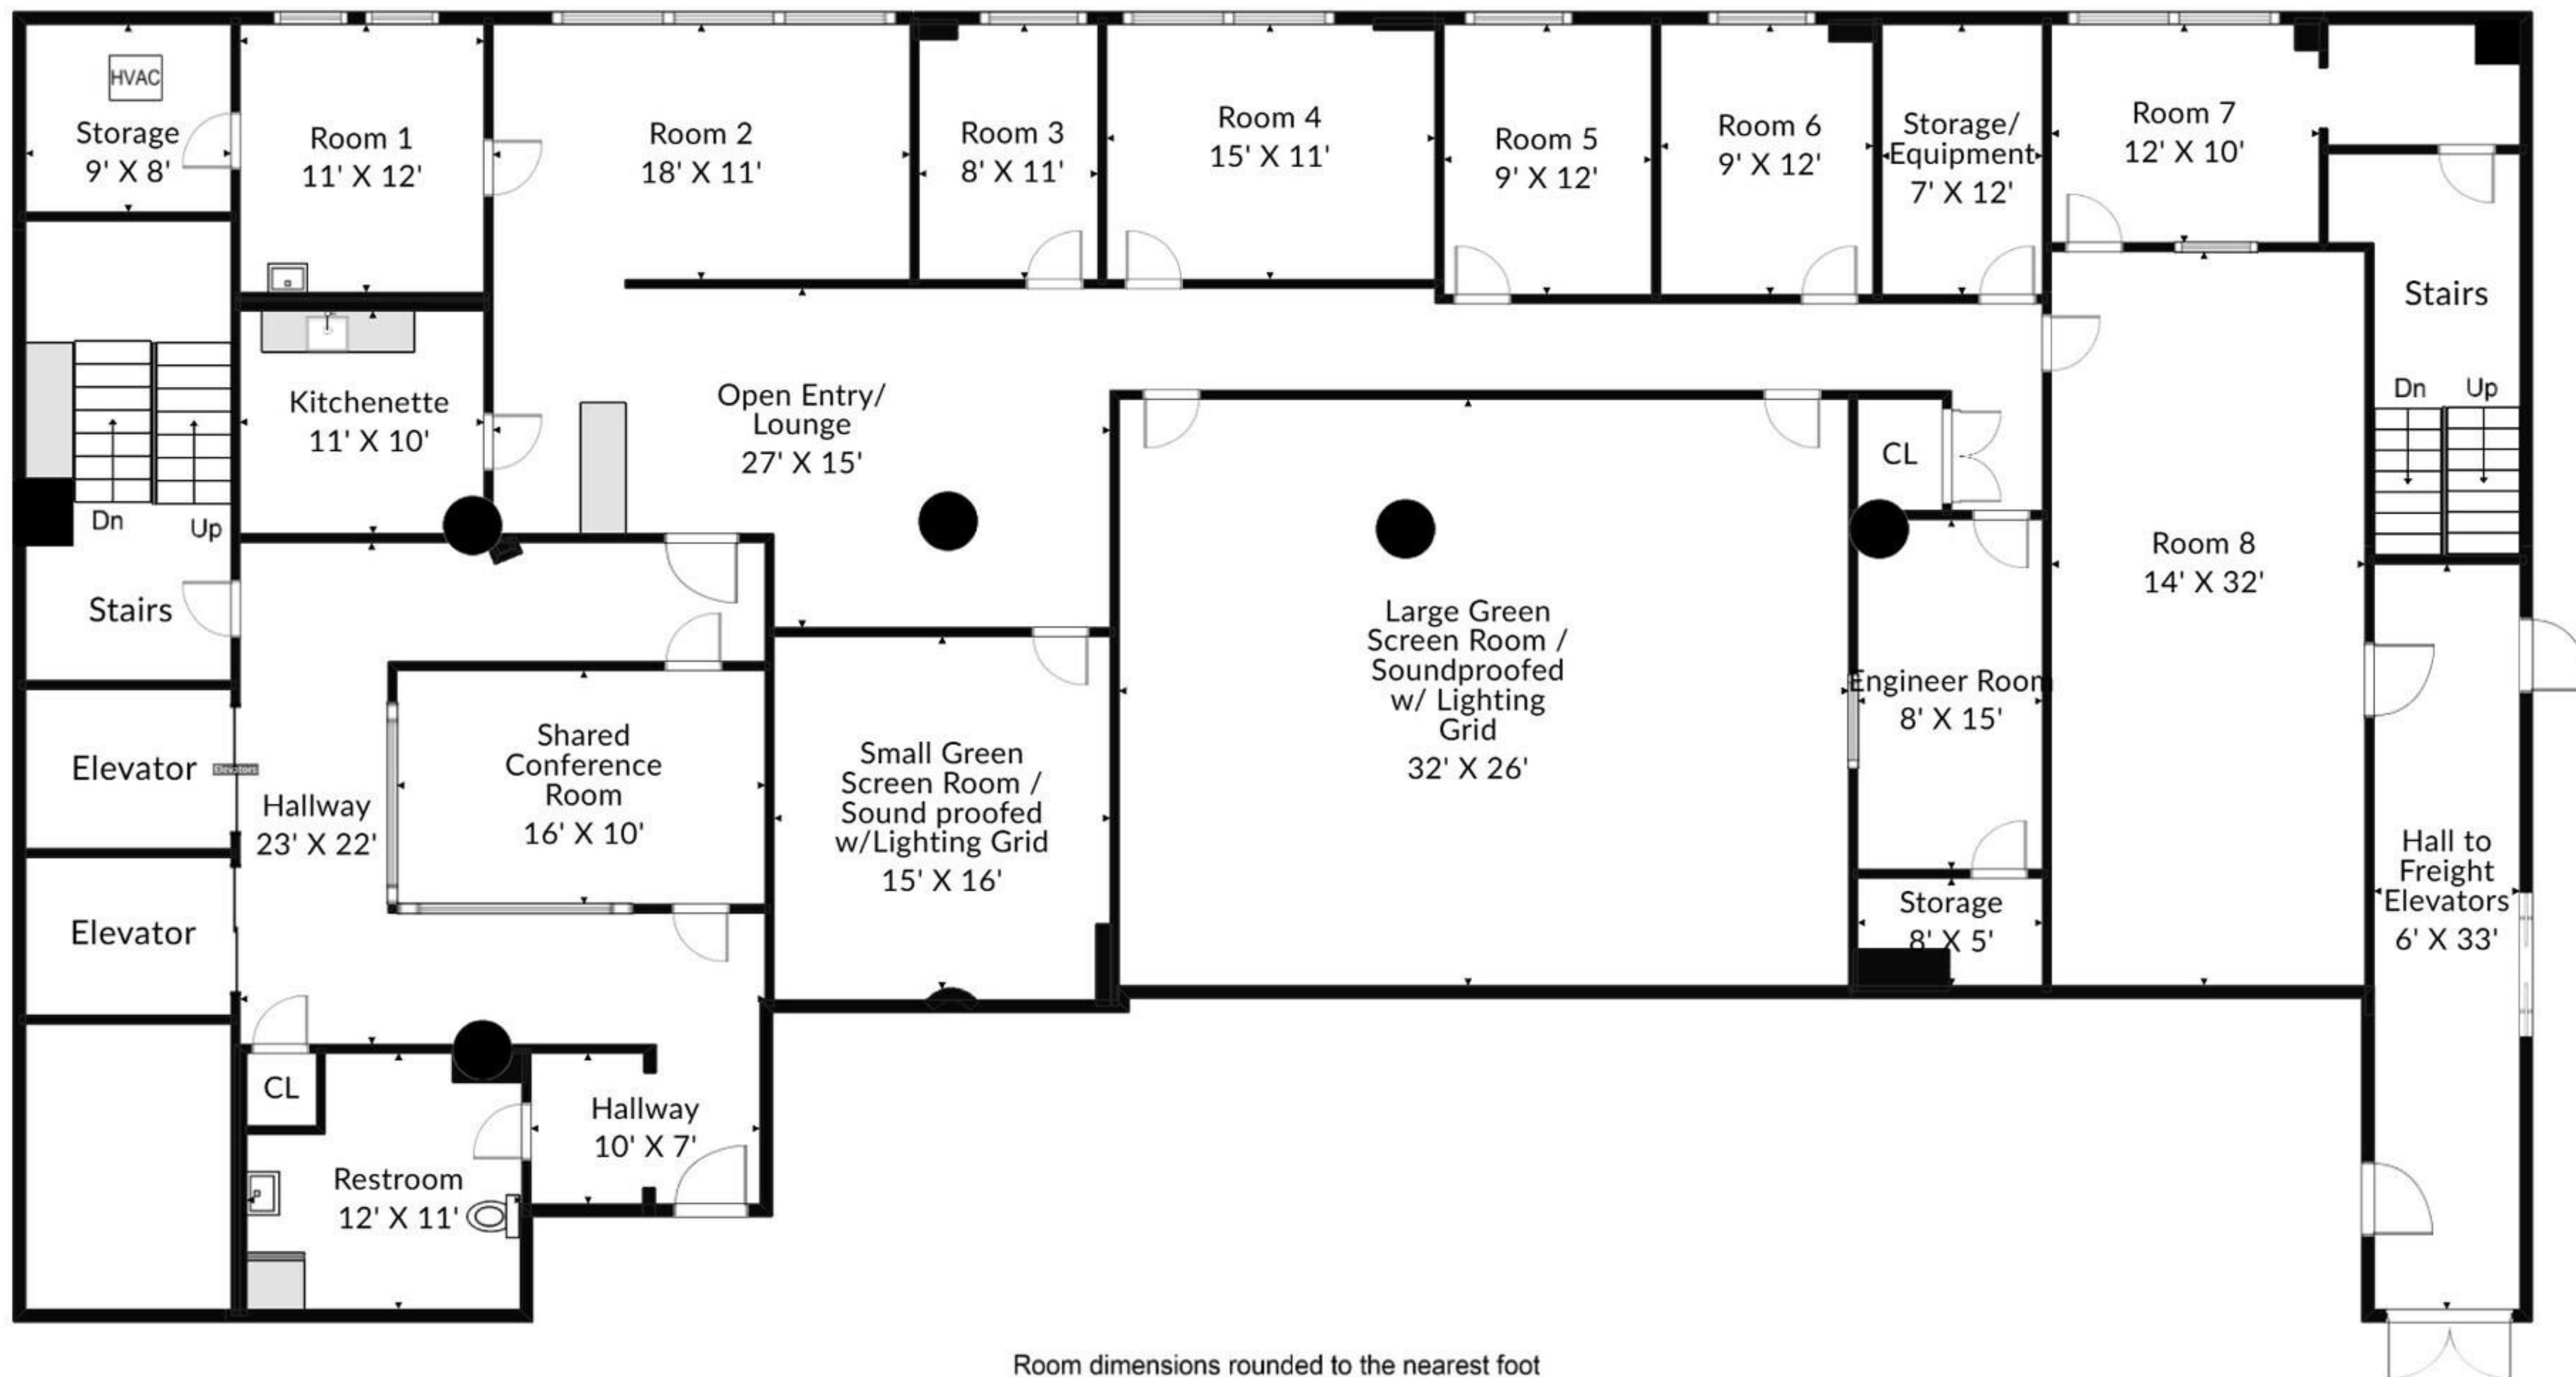 HVAC
Storage
9' X 8'
Room 1
11' X 12'
Room 2
18' X 11'
Room 3
8' X 11'
Room 4
15' X 11'
Room 5
9' X 12'
Room 6
9' X 12'
Storage/
Equipment
7' X 12'
Room 7
12' X 10'
Stairs
Dn
Up
Kitchenette
11' X 10'
Open Entry/
Lounge
27' X 15'
CL
Room 8
14' X 32'
Dn
Up
Stairs
Large Green
Screen Room /
Soundproofed
w/ Lighting
Grid
32' X 26'
Engineer Room
8' X 15'
Elevator
Elevators
Hallway
23' X 22'
Shared
Conference
Room
16' X 10'
Small Green
Screen Room /
Sound proofed
w/Lighting Grid
15' X 16'
Storage
8' X 5'
Hall to
Freight
Elevators
6' X 33'
Elevator
CL
Hallway
10' X 7'
Restroom
12' X 11'
Room dimensions rounded to the nearest foot